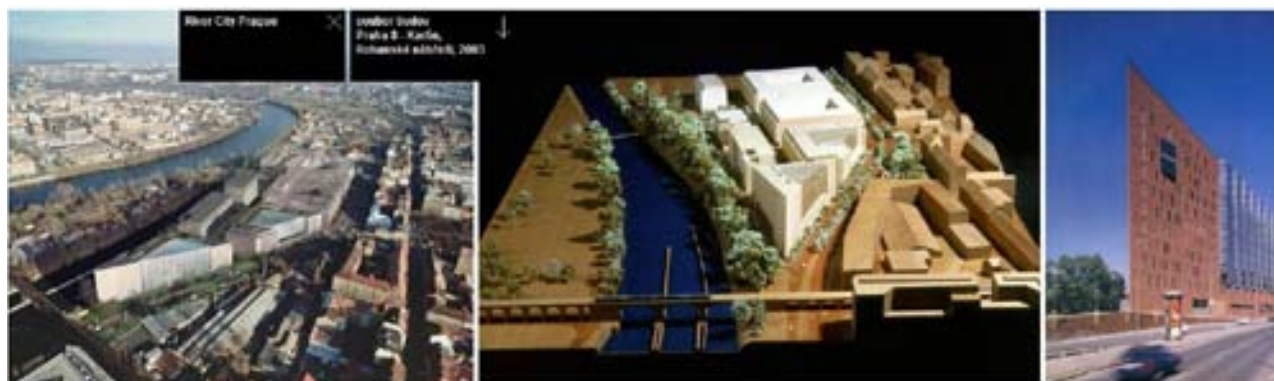 River City Prague
soubor budov
Praha 8 - Karlín,
Rohanské nábřeží, 2003